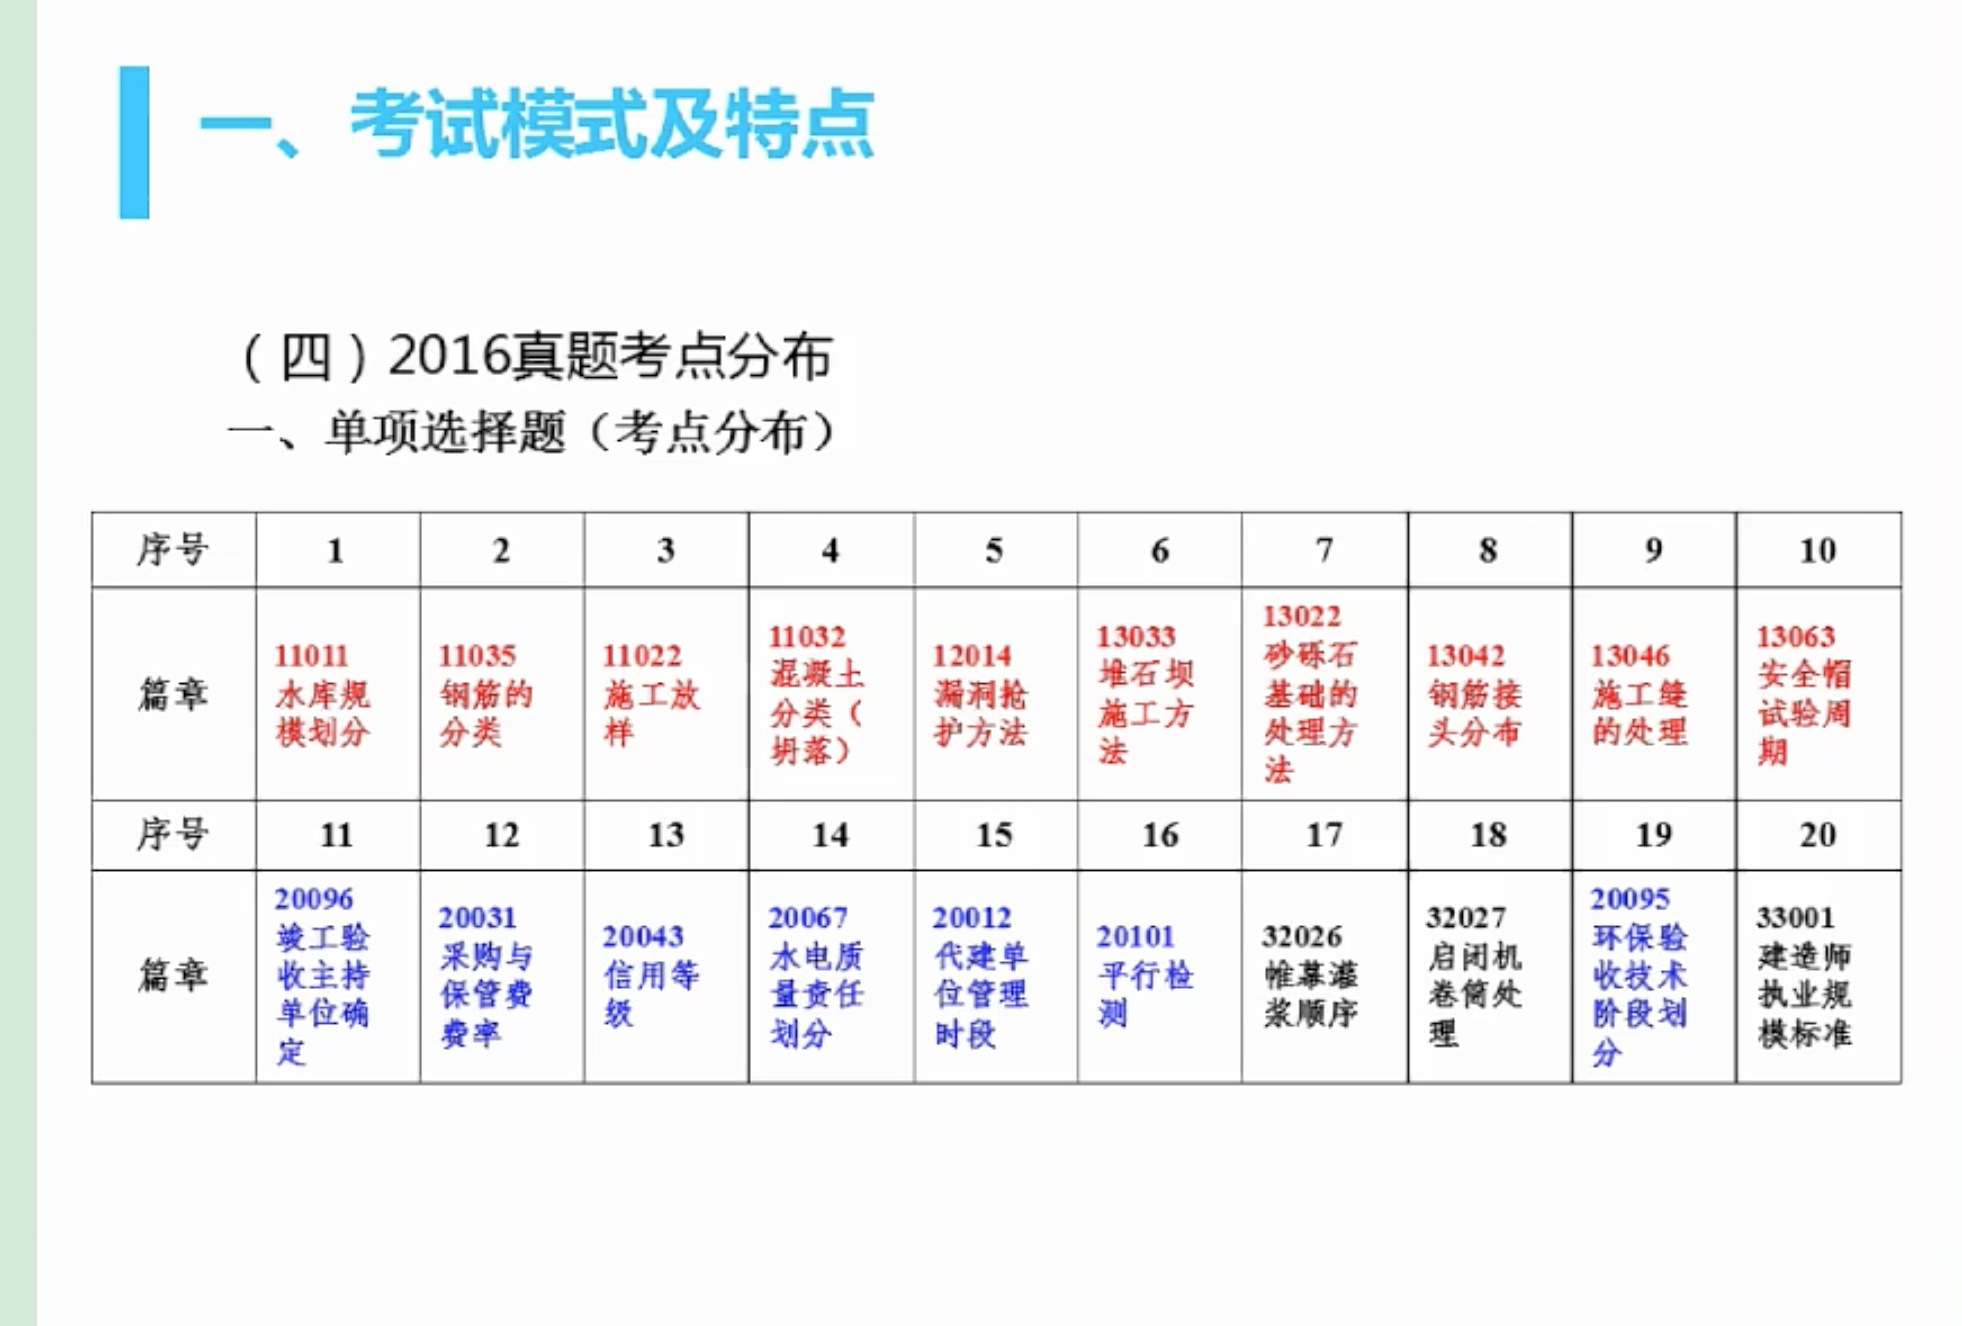 一、考试模式及特点
（四）2016真题考点分布
一、单项选择题（考点分布）
序号 1 2 3 4 5 6 7 8 9 10
篇章
11011
水库规
模划分
11035
钢筋的
分类
11022
施工放
样
11032
混凝土
分类（
坍落）
12014
漏洞抢
护方法
13033
堆石坝
施工方
法
13022
砂砾石
基础的
处理方
法
13042
钢筋接
头分布
13046
施工缝
的处理
13063
安全帽
试验周
期
序号 11 12 13 14 15 16 17 18 19 20
篇章
20096
竣工验
收主持
单位确
定
20031
采购与
保管费
费率
20043
信用等
级
20067
水电质
量责任
划分
20012
代建单
位管理
时段
20101
平行检
测
32026
帷幕灌
浆顺序
32027
启闭机
卷筒处
理
20095
环保验
收技术
阶段划
分
33001
建造师
执业规
模标准